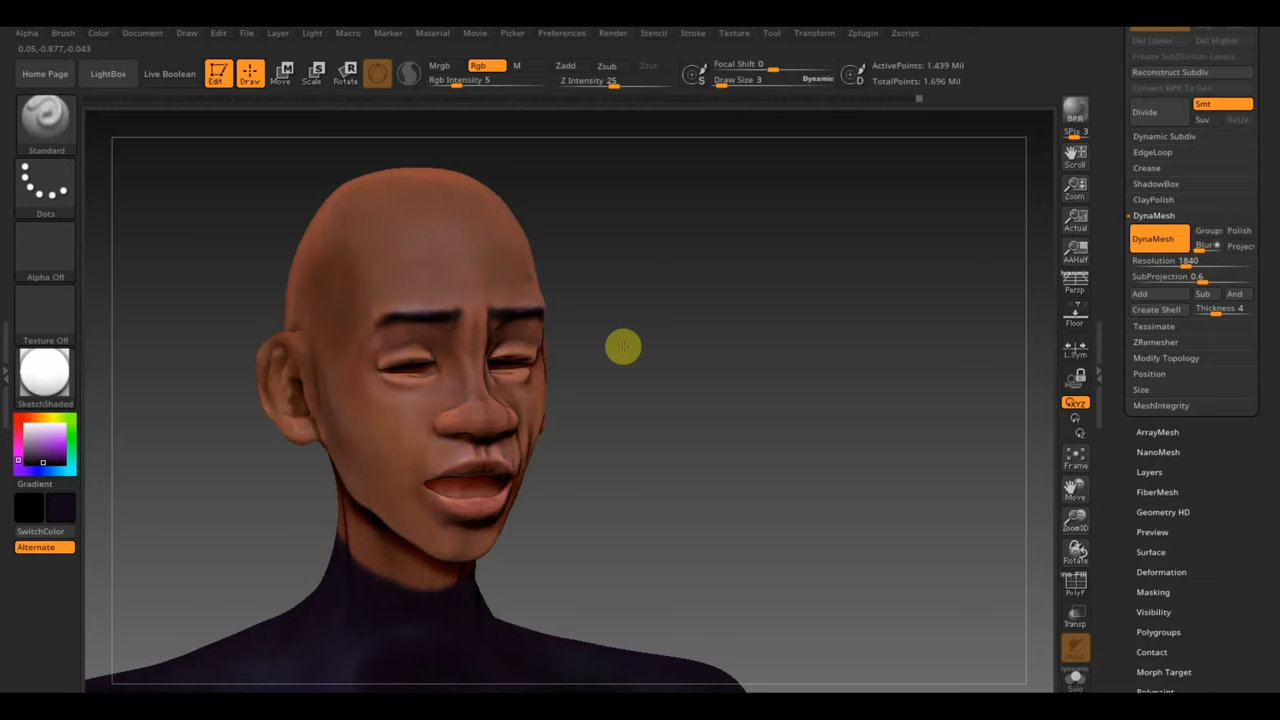 Alpha Brush Color Document Draw Edit File Layer Light Macro Marker Material Movie Picker Preferences Render Stencil Stroke Texture Tool Transform Zplugin Zscript
0.05,-0.877,-0.043
Home Page LightBox Live Boolean Edit Draw Move Scale Rotate
Mrgb Rgb M Zadd Zsub Zcut
Rgb Intensity 5 Z Intensity 25
S Focal Shift 0
Draw Size 3 Dynamic
D ActivePoints: 1.439 Mil
TotalPoints: 1.696 Mil
Standard
Dots
Alpha Off
Texture Off
SketchShaded
Gradient
SwitchColor
Alternate
BPR
SPix 3
Scroll
Zoom
Actual
AAHalf
Dynamic
Persp
Floor
L.Sym
XYZ
Frame
Move
Zoom3D
Rotate
PolyF
Transp
Ghost
Dynamic
Solo
Del Lower Del Higher
Freeze SubDivision Levels
Reconstruct Subdiv
Convert BPR To Geo
Divide Smt
Suv ReUV
Dynamic Subdiv
EdgeLoop
Crease
ShadowBox
ClayPolish
DynaMesh
DynaMesh Groups Polish
Blur Project
Resolution 1840
SubProjection 0.6
Add Sub And
Create Shell Thickness 4
Tessimate
ZRemesher
Modify Topology
Position
Size
MeshIntegrity
ArrayMesh
NanoMesh
Layers
FiberMesh
Geometry HD
Preview
Surface
Deformation
Masking
Visibility
Polygroups
Contact
Morph Target